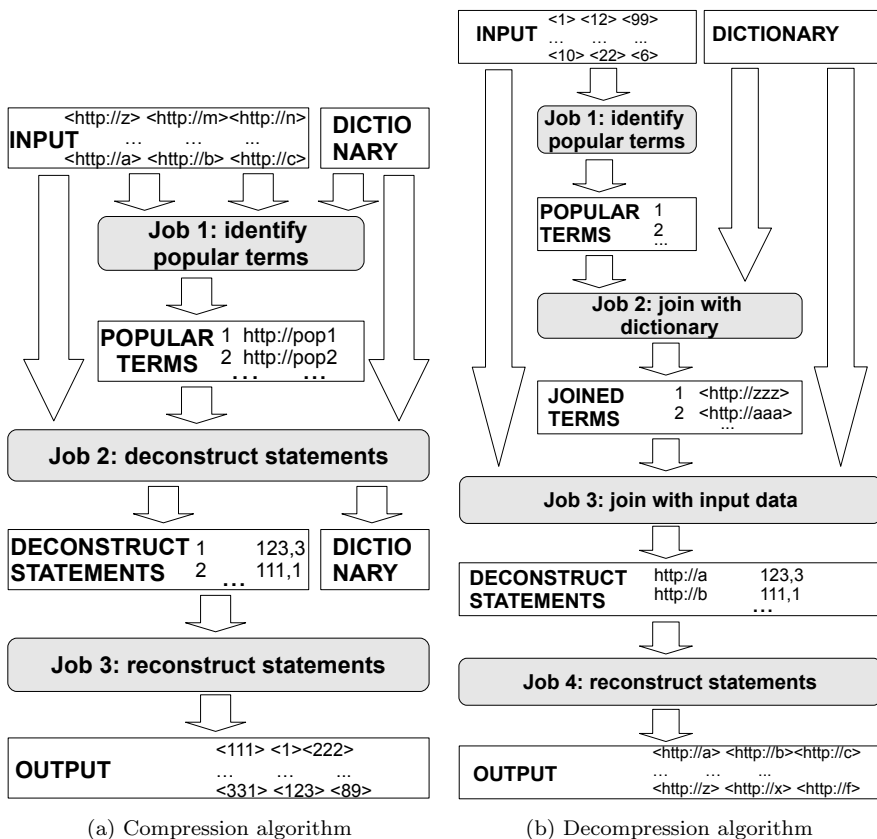 <http://z> <http://m><http://n>
INPUT … … ...
<http://a> <http://b> <http://c>
DICTIO
NARY
Job 1: identify
popular terms
POPULAR 1 http://pop1
TERMS 2 http://pop2
... ...
Job 2: deconstruct statements
DECONSTRUCT 1 123,3
STATEMENTS 2 ... 111,1
DICTIO
NARY
Job 3: reconstruct statements
<111> <1><222>
OUTPUT … … ...
<331> <123> <89>
(a) Compression algorithm
<1> <12> <99>
INPUT … … ...
<10> <22> <6>
DICTIONARY
Job 1: identify
popular terms
POPULAR 1
TERMS 2
...
Job 2: join with
dictionary
JOINED 1 <http://zzz>
TERMS 2 <http://aaa>
...
Job 3: join with input data
DECONSTRUCT http://a 123,3
STATEMENTS http://b 111,1
...
Job 4: reconstruct statements
<http://a> <http://b><http://c>
OUTPUT … … ...
<http://z> <http://x> <http://f>
(b) Decompression algorithm